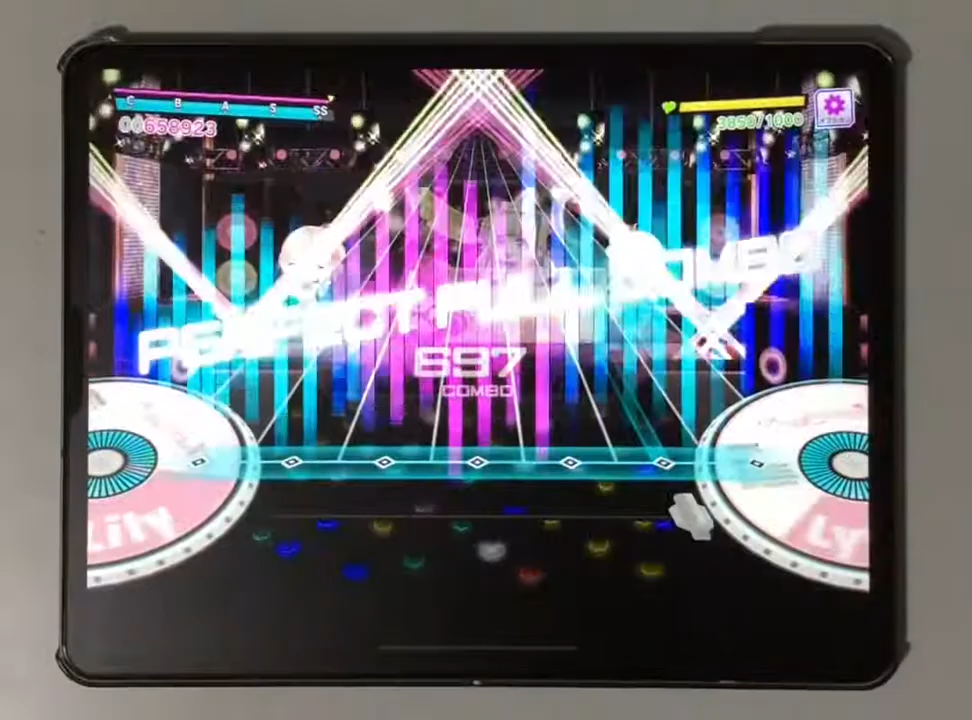 C B A S SS
00658923
3850/1000
PERFECT FULL COMBO
697
COMBO
Lily
Ly